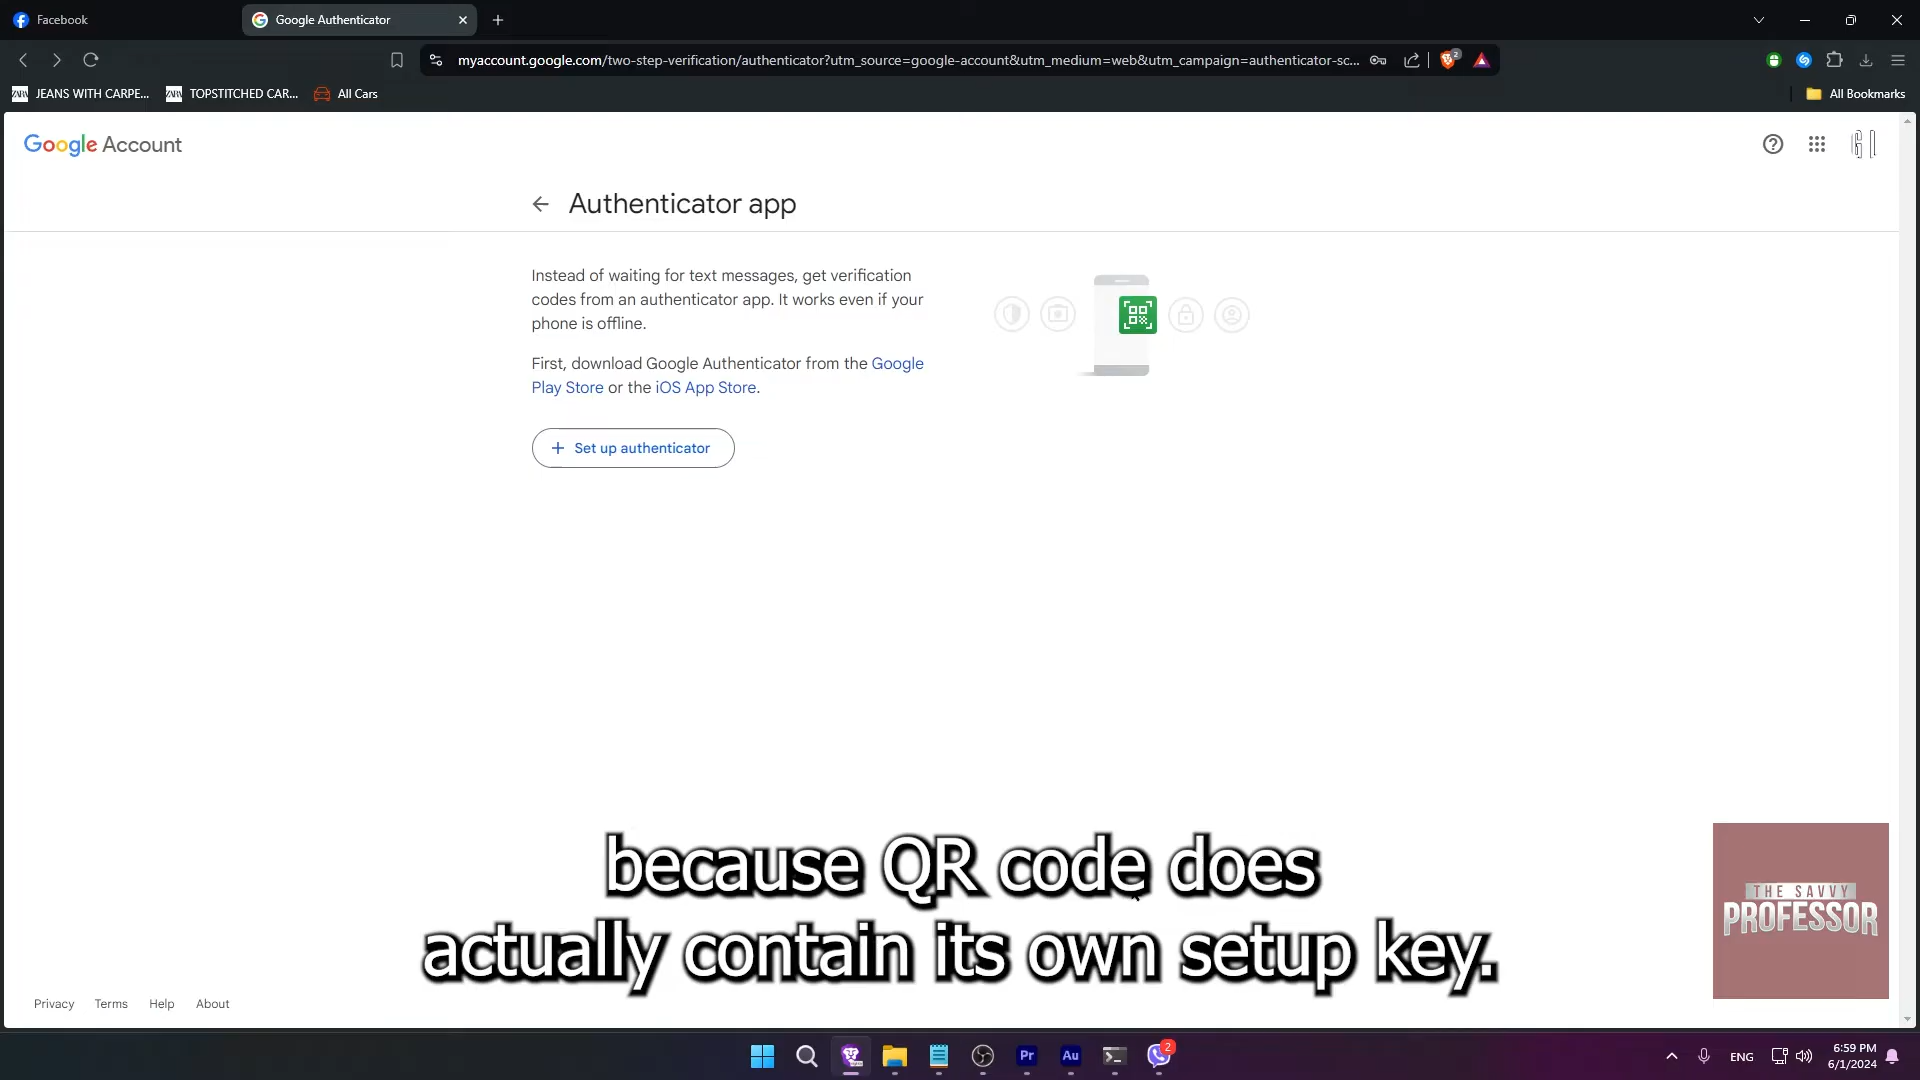 Facebook
Google Authenticator
myaccount.google.com/two-step-verification/authenticator?utm_source=google-account&utm_medium=web&utm_campaign=authenticator-sc...
2
JEANS WITH CARPE...
TOPSTITCHED CAR...
All Cars
All Bookmarks
Google Account
Authenticator app
Instead of waiting for text messages, get verification
codes from an authenticator app. It works even if your
phone is offline.
First, download Google Authenticator from the Google
Play Store or the iOS App Store.
+ Set up authenticator
because QR code does
actually contain its own setup key.
THE SAVVY
PROFESSOR
Privacy
Terms
Help
About
Pr
Au
2
ENG
6:59 PM
6/1/2024